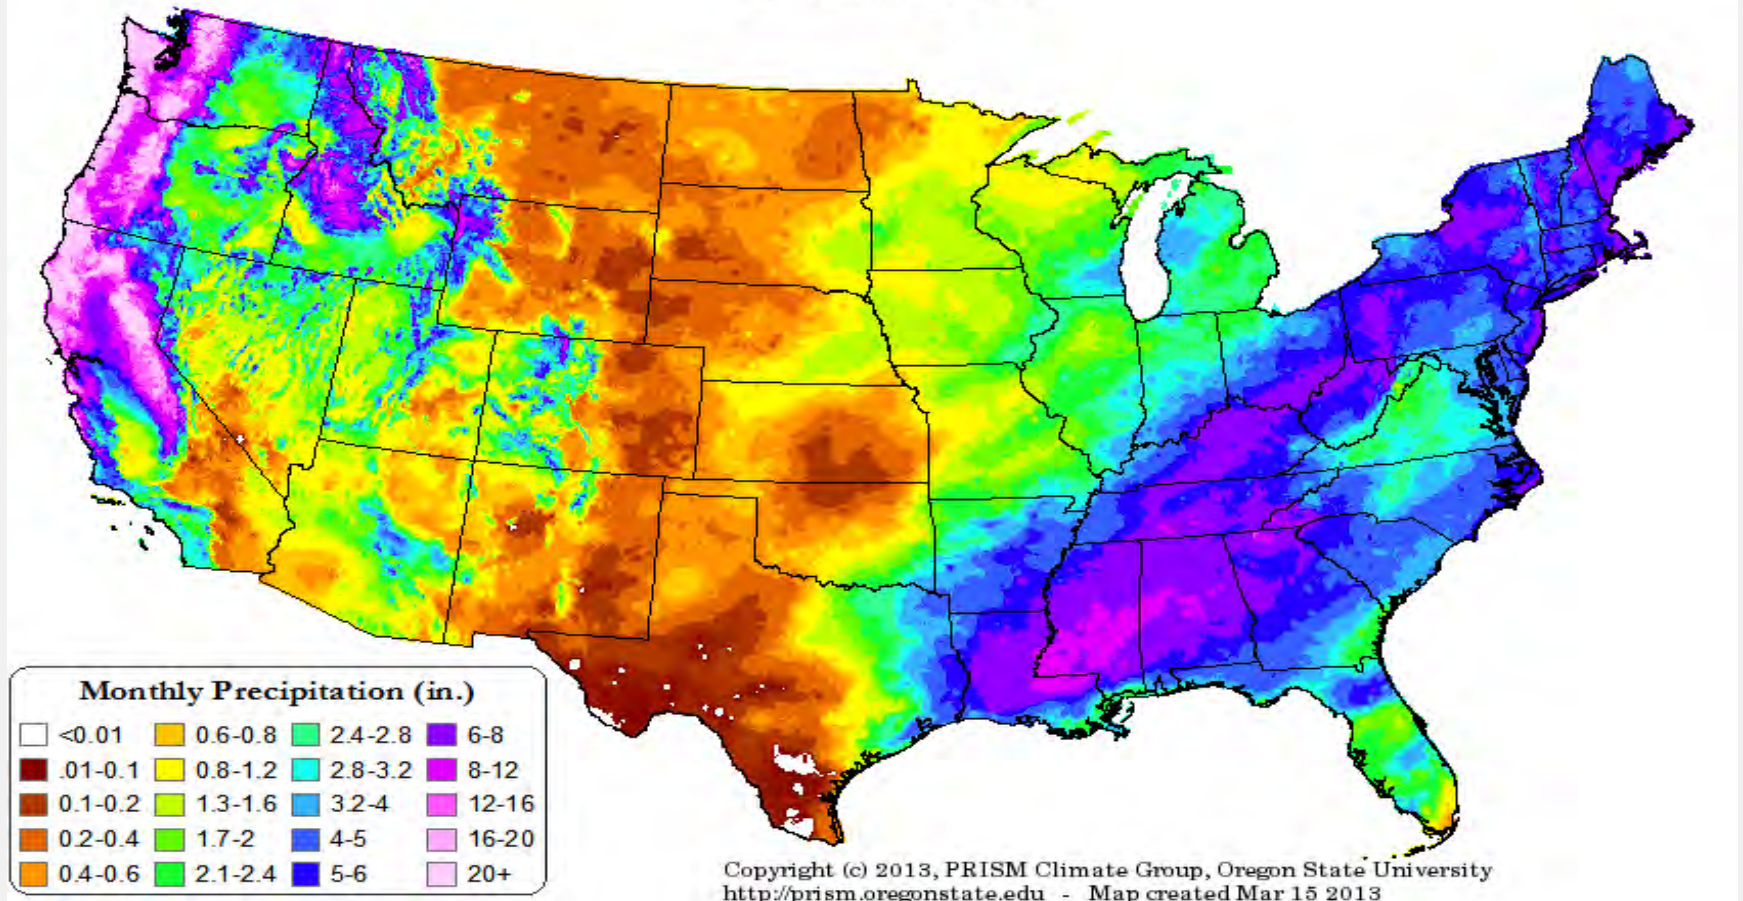 Monthly Precipitation (in.)
<0.01 0.6-0.8 2.4-2.8 6-8
.01-0.1 0.8-1.2 2.8-3.2 8-12
0.1-0.2 1.3-1.6 3.2-4 12-16
0.2-0.4 1.7-2 4-5 16-20
0.4-0.6 2.1-2.4 5-6 20+
Copyright (c) 2013, PRISM Climate Group, Oregon State University
http://prism.oregonstate.edu - Map created Mar 15 2013